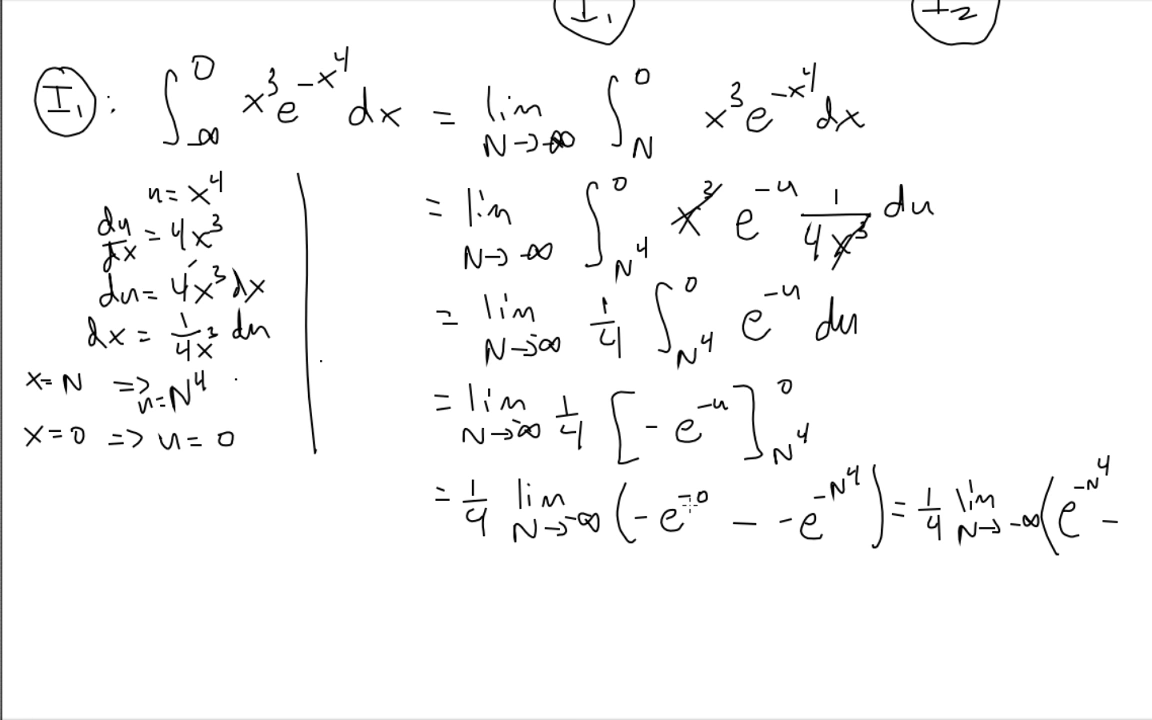 I₁ I₂
I₁ : ∫_{-∞}^{0} x³e^{-x⁴} dx = lim_{N→-∞} ∫_{N}^{0} x³e^{-x⁴} dx
u = x⁴
= lim_{N→-∞} ∫_{N⁴}^{0} x³ e^{-u} 1/(4x³) du
du/dx = 4x³
du = 4x³dx
= lim_{N→-∞} 1/4 ∫_{N⁴}^{0} e^{-u} du
dx = 1/(4x³) du
x = N => u = N⁴
= lim_{N→-∞} 1/4 [-e^{-u}]_{N⁴}^{0}
x = 0 => u = 0
= 1/4 lim_{N→-∞} (-e^{-0} - -e^{-N⁴}) = 1/4 lim_{N→-∞} (e^{-N⁴} -